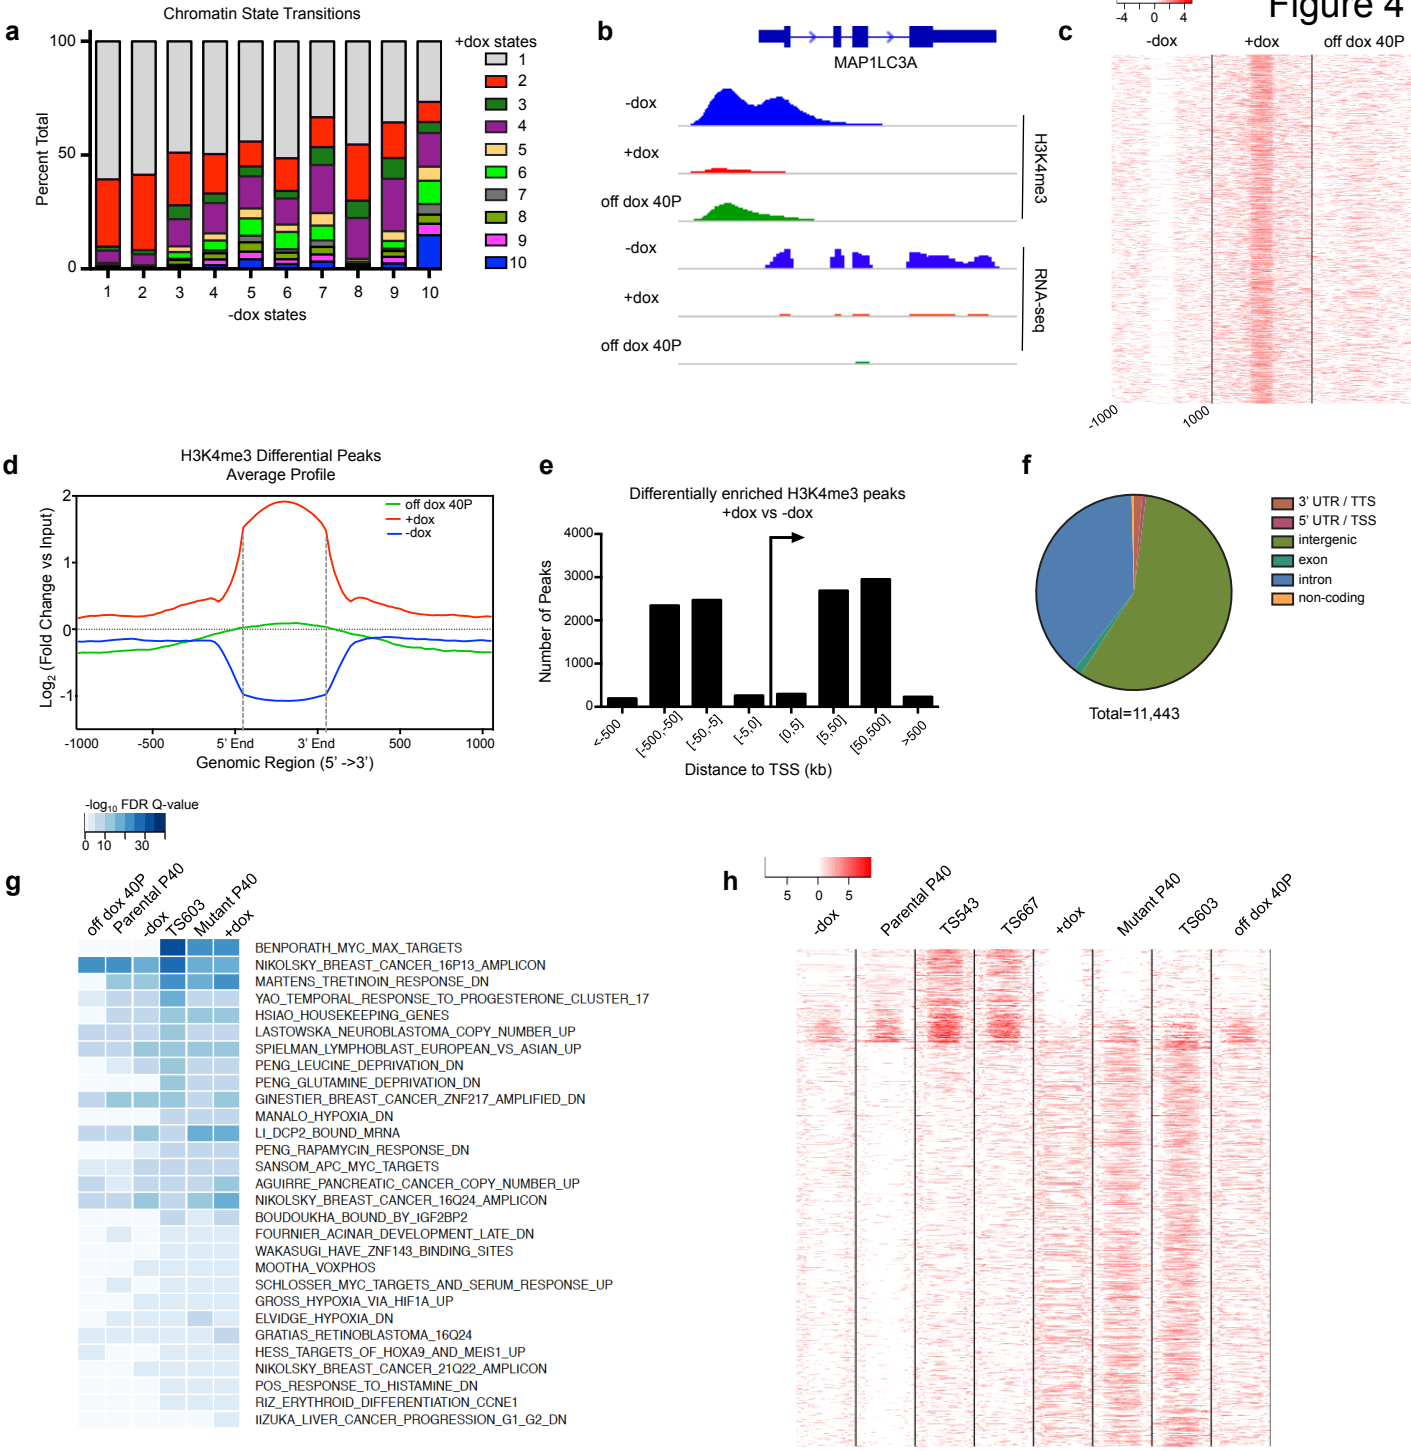 Figure 4
a
Chromatin State Transitions
Percent Total
100
50
0
1 2 3 4 5 6 7 8 9 10
-dox states
+dox states
1
2
3
4
5
6
7
8
9
10
b
MAP1LC3A
-dox
+dox
off dox 40P
H3K4me3
-dox
+dox
off dox 40P
RNA-seq
c
-4 0 4
-dox +dox off dox 40P
-1000 1000
d
H3K4me3 Differential Peaks
Average Profile
Log2 (Fold Change vs Input)
2
1
0
-1
off dox 40P
+dox
-dox
-1000 -500 5' End 3' End 500 1000
Genomic Region (5' ->3')
e
Differentially enriched H3K4me3 peaks
+dox vs -dox
Number of Peaks
4000
3000
2000
1000
0
<-500 [-500,-50] [-50,-5] [-5,0] [0,5] [5,50] [50,500] >500
Distance to TSS (kb)
f
3' UTR / TTS
5' UTR / TSS
intergenic
exon
intron
non-coding
Total=11,443
g
-log10 FDR Q-value
0 10 30
off dox 40P Parental P40 -dox TS603 Mutant P40 +dox
BENPORATH_MYC_MAX_TARGETS
NIKOLSKY_BREAST_CANCER_16P13_AMPLICON
MARTENS_TRETINOIN_RESPONSE_DN
YAO_TEMPORAL_RESPONSE_TO_PROGESTERONE_CLUSTER_17
HSIAO_HOUSEKEEPING_GENES
LASTOWSKA_NEUROBLASTOMA_COPY_NUMBER_UP
SPIELMAN_LYMPHOBLAST_EUROPEAN_VS_ASIAN_UP
PENG_LEUCINE_DEPRIVATION_DN
PENG_GLUTAMINE_DEPRIVATION_DN
GINESTIER_BREAST_CANCER_ZNF217_AMPLIFIED_DN
MANALO_HYPOXIA_DN
LI_DCP2_BOUND_MRNA
PENG_RAPAMYCIN_RESPONSE_DN
SANSOM_APC_MYC_TARGETS
AGUIRRE_PANCREATIC_CANCER_COPY_NUMBER_UP
NIKOLSKY_BREAST_CANCER_16Q24_AMPLICON
BOUDOUKHA_BOUND_BY_IGF2BP2
FOURNIER_ACINAR_DEVELOPMENT_LATE_DN
WAKASUGI_HAVE_ZNF143_BINDING_SITES
MOOTHA_VOXPHOS
SCHLOSSER_MYC_TARGETS_AND_SERUM_RESPONSE_UP
GROSS_HYPOXIA_VIA_HIF1A_UP
ELVIDGE_HYPOXIA_DN
GRATIAS_RETINOBLASTOMA_16Q24
HESS_TARGETS_OF_HOXA9_AND_MEIS1_UP
NIKOLSKY_BREAST_CANCER_21Q22_AMPLICON
POS_RESPONSE_TO_HISTAMINE_DN
RIZ_ERYTHROID_DIFFERENTIATION_CCNE1
IIZUKA_LIVER_CANCER_PROGRESSION_G1_G2_DN
h
5 0 5
-dox Parental P40 TS543 TS667 +dox Mutant P40 TS603 off dox 40P